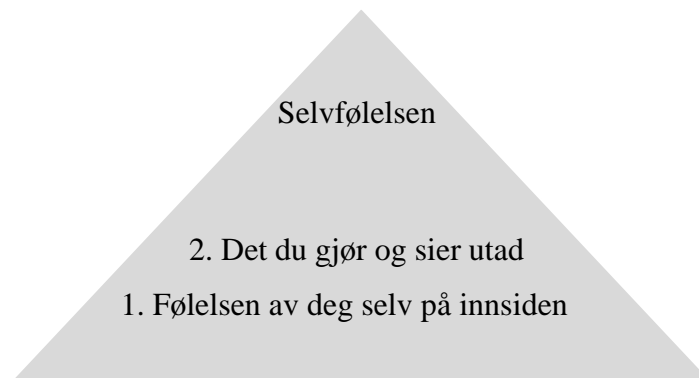 Selvfølelsen
2. Det du gjør og sier utad
1. Følelsen av deg selv på innsiden